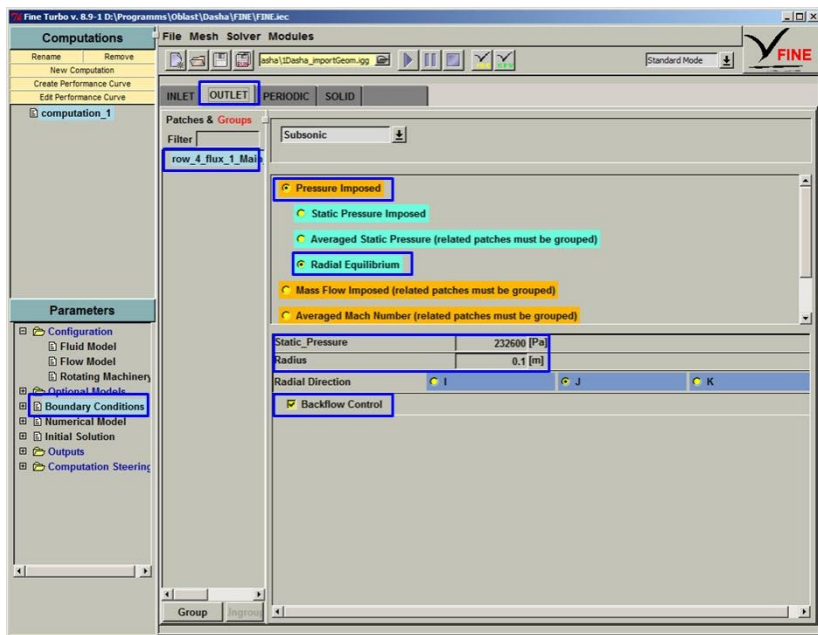 Fine Turbo v. 8.9-1 D:\Programms\Oblast\Dasha\FINE\FINE.iec
Computations
File Mesh Solver Modules
Rename Remove
New Computation
Create Performance Curve
Edit Performance Curve
computation_1
asha\1Dasha_importGeom.igg
Standard Mode
FINE
INLET OUTLET PERIODIC SOLID
Patches & Groups
Filter
row_4_flux_1_Main
Subsonic
Pressure Imposed
Static Pressure Imposed
Averaged Static Pressure (related patches must be grouped)
Radial Equilibrium
Mass Flow Imposed (related patches must be grouped)
Averaged Mach Number (related patches must be grouped)
Static_Pressure 232600 [Pa]
Radius 0.1 [m]
Radial Direction I J K
Backflow Control
Parameters
Configuration
Fluid Model
Flow Model
Rotating Machinery
Optional Models
Boundary Conditions
Numerical Model
Initial Solution
Outputs
Computation Steering
Group Ungroup